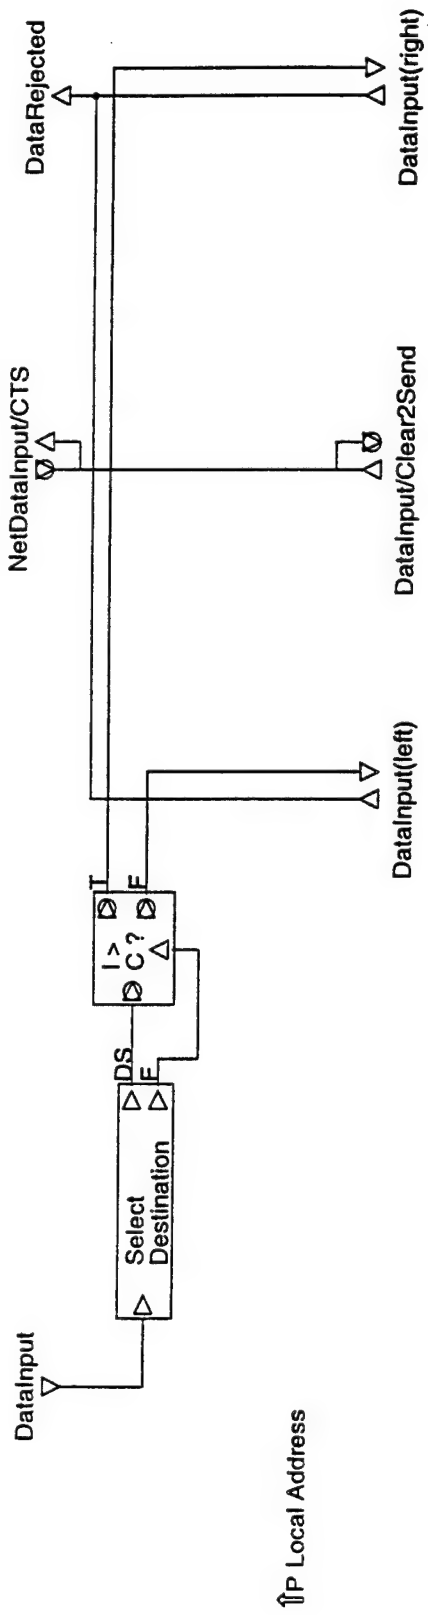 DataInput
Select
Destination
DS
F
I >
C ?
T
F
NetDataInput/CTS
DataRejected
DataInput(left)
DataInput/Clear2Send
DataInput(right)
⇑P Local Address